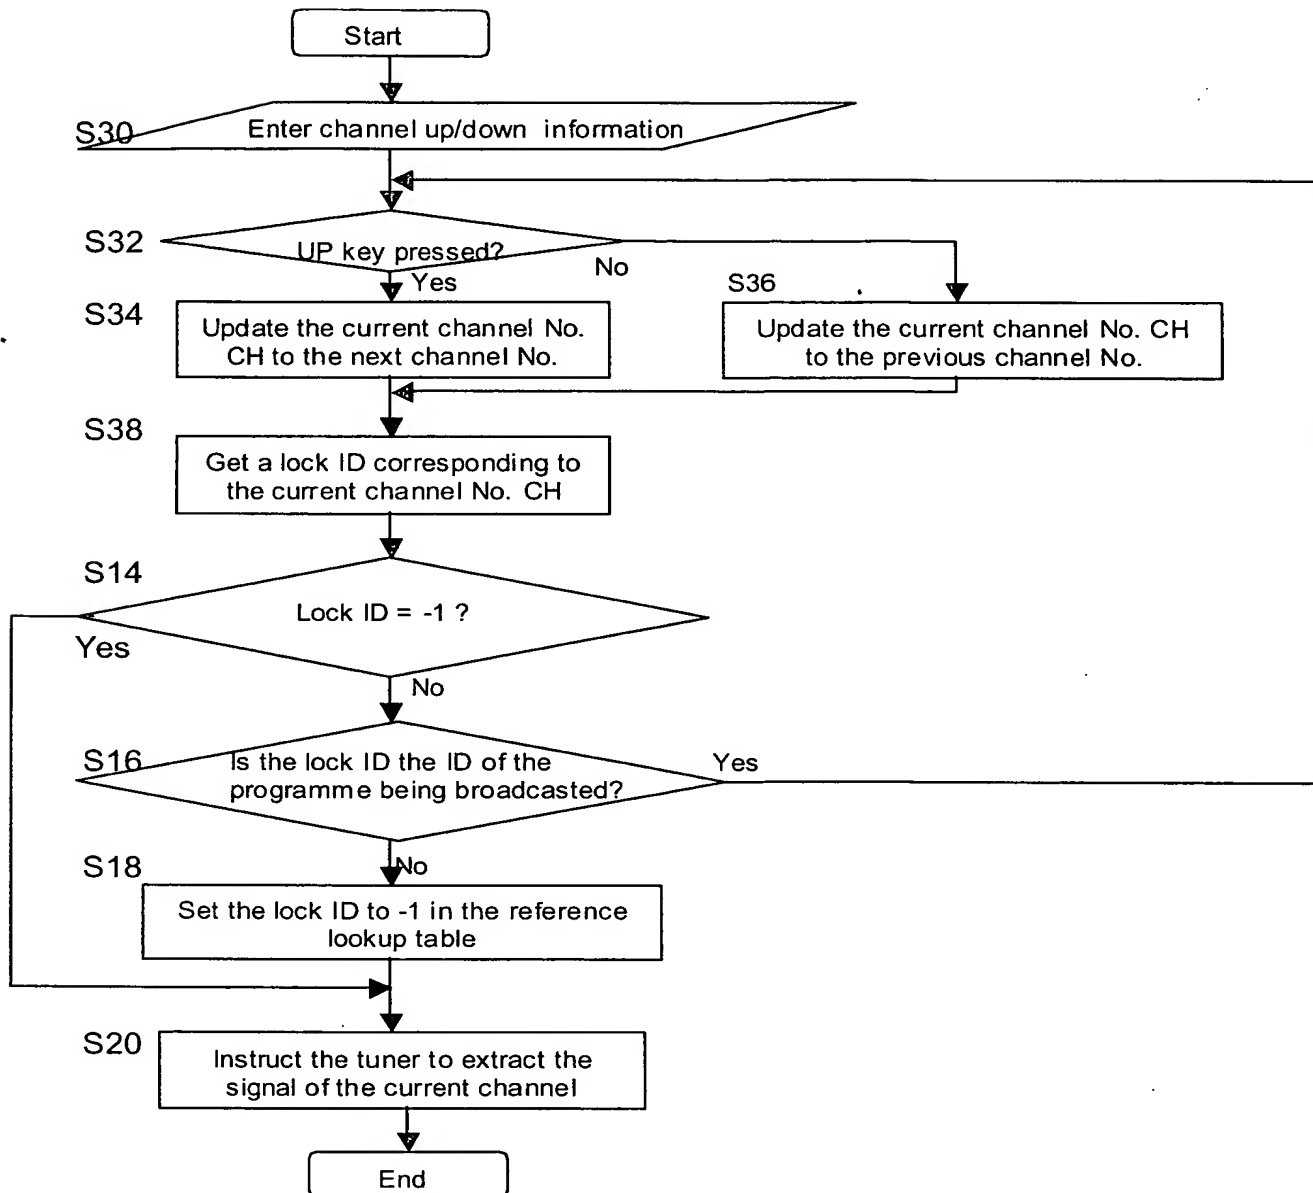 Start
S30
Enter channel up/down information
S32
UP key pressed?
No
Yes
S36
S34
Update the current channel No.
CH to the next channel No.
Update the current channel No. CH
to the previous channel No.
S38
Get a lock ID corresponding to
the current channel No. CH
S14
Lock ID = -1 ?
Yes
No
S16
Is the lock ID the ID of the
programme being broadcasted?
Yes
No
S18
Set the lock ID to -1 in the reference
lookup table
S20
Instruct the tuner to extract the
signal of the current channel
End